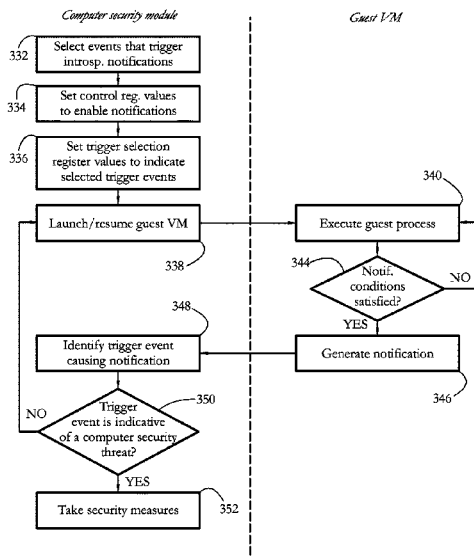 Computer security module
Guest VM
332
Select events that trigger
introsp. notifications
334
Set control reg. values
to enable notifications
336
Set trigger selection
register values to indicate
selected trigger events
340
Launch/resume guest VM
338
Execute guest process
344
Notif.
conditions
satisfied?
NO
YES
348
Identify trigger event
causing notification
Generate notification
346
350
Trigger
event is indicative
of a computer security
threat?
NO
YES
Take security measures
352